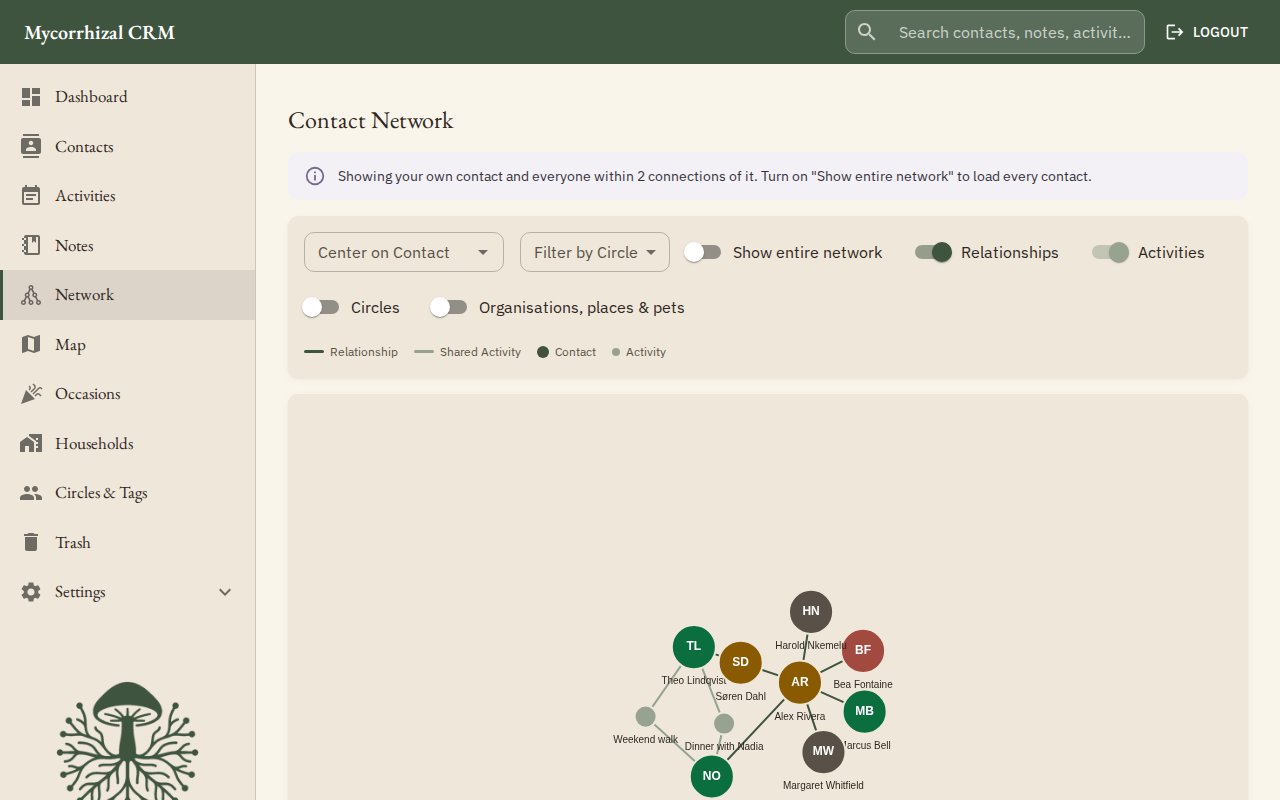 Mycorrhizal CRM
Search contacts, notes, activit...
LOGOUT
Dashboard
Contacts
Activities
Notes
Network
Map
Occasions
Households
Circles & Tags
Trash
Settings
Contact Network
Showing your own contact and everyone within 2 connections of it. Turn on "Show entire network" to load every contact.
Center on Contact
Filter by Circle
Show entire network
Relationships
Activities
Circles
Organisations, places & pets
Relationship
Shared Activity
Contact
Activity
HN
Harold Nkemelu
TL
SD
BF
Theo Lindqvist
Søren Dahl
AR
Bea Fontaine
MB
Alex Rivera
Weekend walk
Dinner with Nadia
MW
arcus Bell
NO
Margaret Whitfield